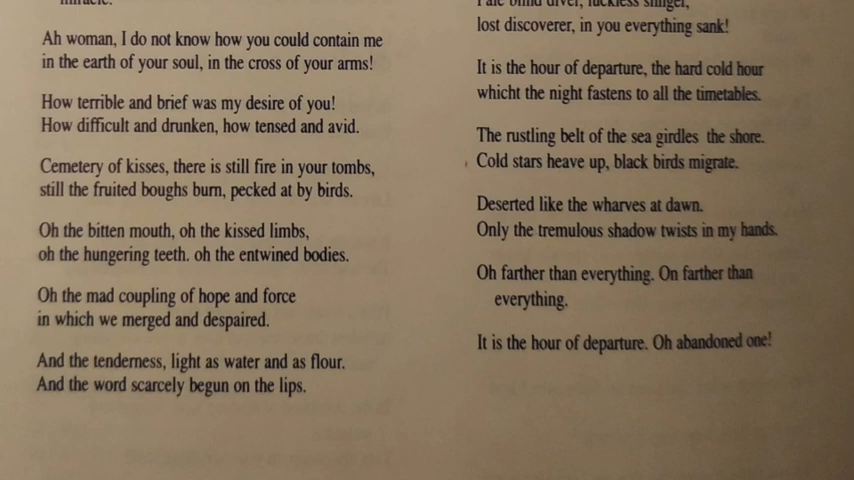 miracle.
Ah woman, I do not know how you could contain me
in the earth of your soul, in the cross of your arms!
How terrible and brief was my desire of you!
How difficult and drunken, how tensed and avid.
Cemetery of kisses, there is still fire in your tombs,
still the fruited boughs burn, pecked at by birds.
Oh the bitten mouth, oh the kissed limbs,
oh the hungering teeth. oh the entwined bodies.
Oh the mad coupling of hope and force
in which we merged and despaired.
And the tenderness, light as water and as flour.
And the word scarcely begun on the lips.
Pale blind diver, luckless slinger,
lost discoverer, in you everything sank!
It is the hour of departure, the hard cold hour
whicht the night fastens to all the timetables.
The rustling belt of the sea girdles the shore.
Cold stars heave up, black birds migrate.
Deserted like the wharves at dawn.
Only the tremulous shadow twists in my hands.
Oh farther than everything. On farther than
everything.
It is the hour of departure. Oh abandoned one!